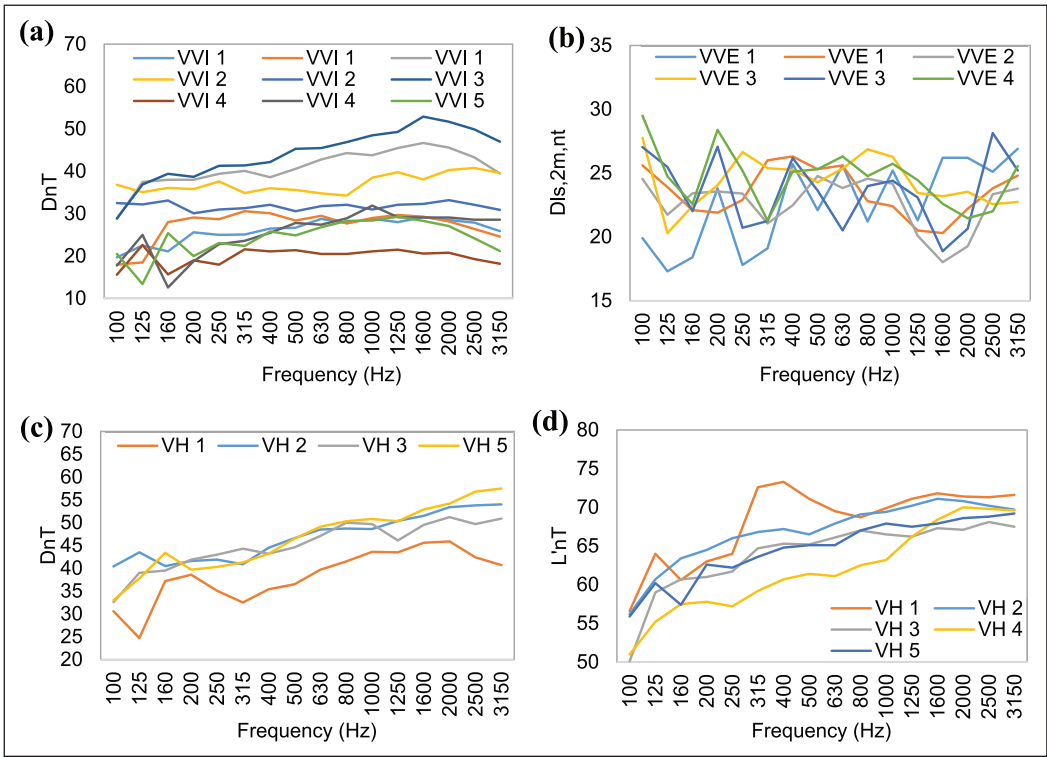 (a)
70
60
50
40
30
20
10
DnT
VVI 1 VVI 1 VVI 1
VVI 2 VVI 2 VVI 3
VVI 4 VVI 4 VVI 5
100 125 160 200 250 315 400 500 630 800 1000 1250 1600 2000 2500 3150
Frequency (Hz)
(b)
35
30
25
20
15
Dls,2m,nt
VVE 1 VVE 1 VVE 2
VVE 3 VVE 3 VVE 4
100 125 160 200 250 315 400 500 630 800 1000 1250 1600 2000 2500 3150
Frequency (Hz)
(c)
70
65
60
55
50
45
40
35
30
25
20
DnT
VH 1 VH 2 VH 3 VH 5
100 125 160 200 250 315 400 500 630 800 1000 1250 1600 2000 2500 3150
Frequency (Hz)
(d)
80
75
70
65
60
55
50
L'nT
VH 1 VH 2
VH 3 VH 4
VH 5
100 125 160 200 250 315 400 500 630 800 1000 1250 1600 2000 2500 3150
Frequency (Hz)